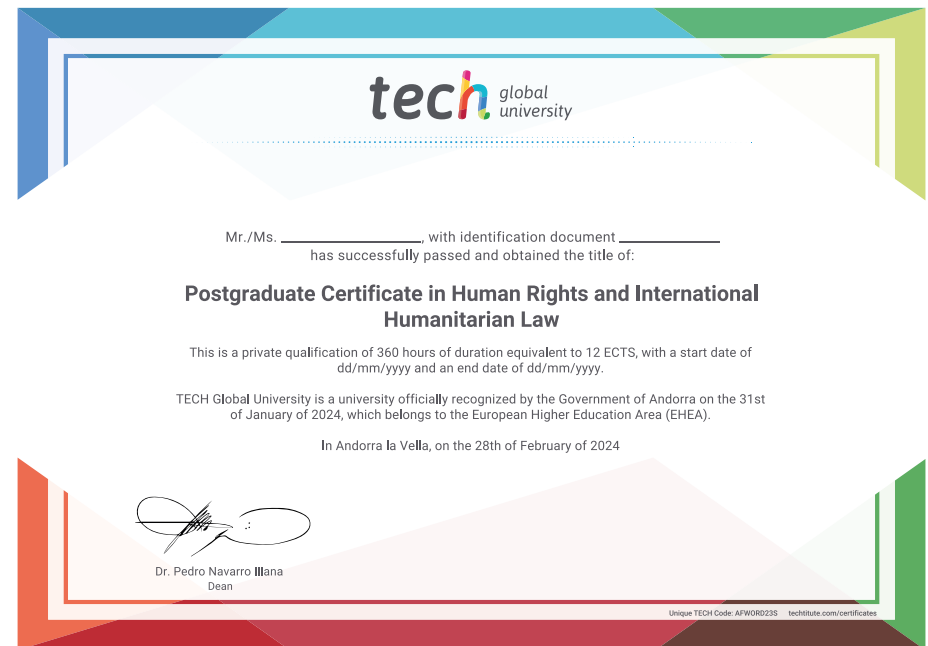 tech global
university
Mr./Ms. ____________________, with identification document ______________
has successfully passed and obtained the title of:
Postgraduate Certificate in Human Rights and International
Humanitarian Law
This is a private qualification of 360 hours of duration equivalent to 12 ECTS, with a start date of
dd/mm/yyyy and an end date of dd/mm/yyyy.
TECH Global University is a university officially recognized by the Government of Andorra on the 31st
of January of 2024, which belongs to the European Higher Education Area (EHEA).
In Andorra la Vella, on the 28th of February of 2024
Dr. Pedro Navarro Illana
Dean
Unique TECH Code: AFWORD23S techtitute.com/certificates